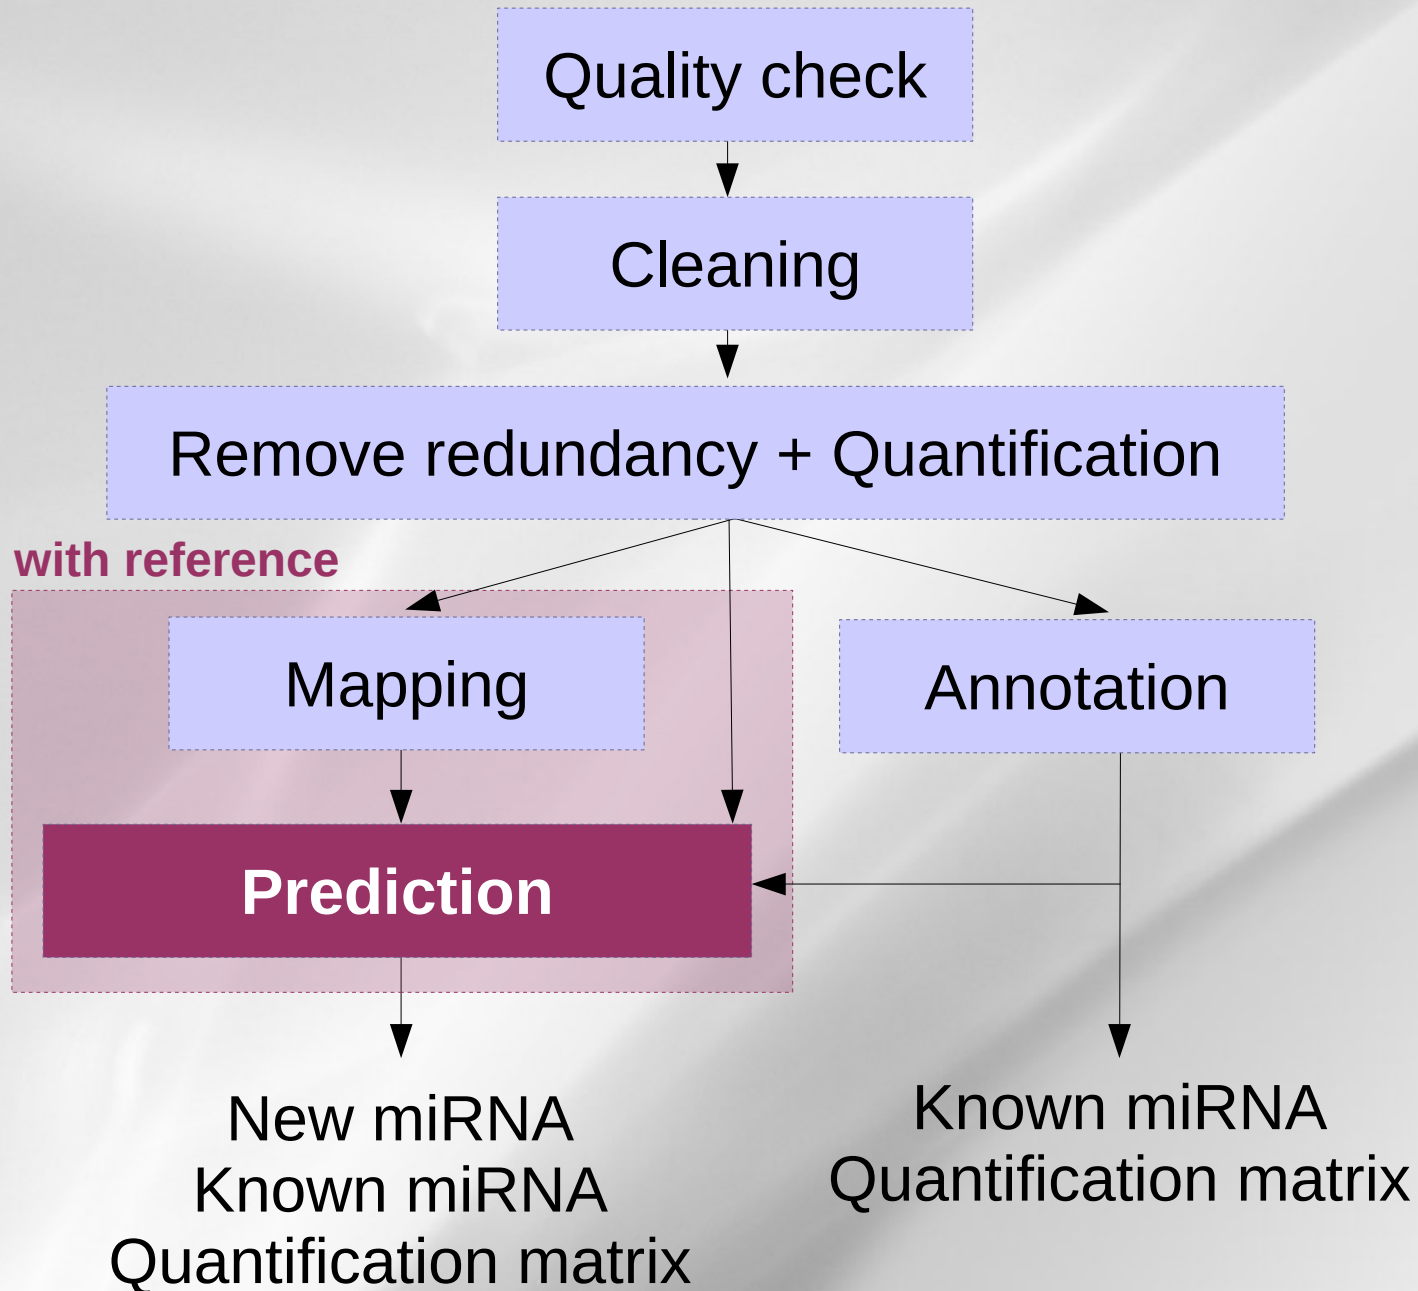 Quality check
Cleaning
Remove redundancy + Quantification
with reference
Mapping
Annotation
Prediction
New miRNA
Known miRNA
Quantification matrix
Known miRNA
Quantification matrix